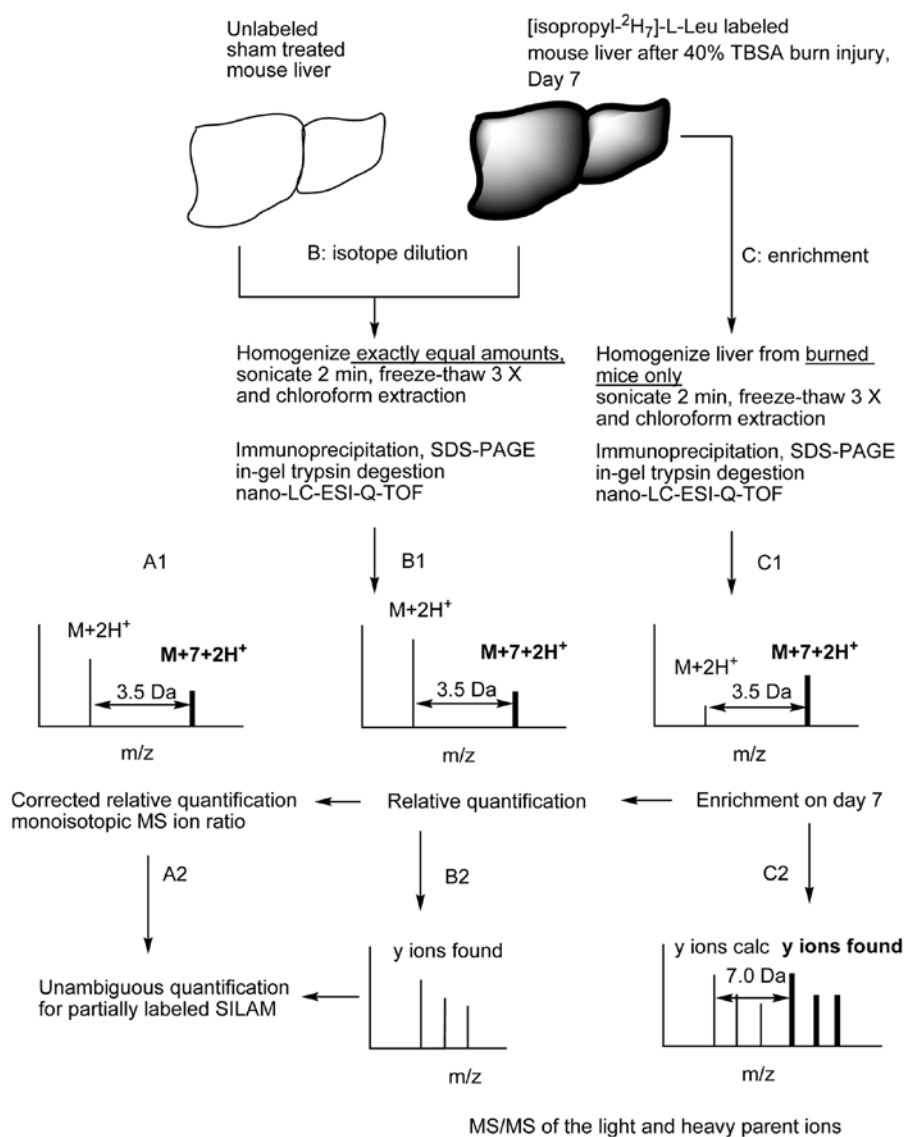 Unlabeled
sham treated
mouse liver
[isopropyl-²H₇]-L-Leu labeled
mouse liver after 40% TBSA burn injury,
Day 7
B: isotope dilution
C: enrichment
Homogenize exactly equal amounts,
sonicate 2 min, freeze-thaw 3 X
and chloroform extraction
Immunoprecipitation, SDS-PAGE
in-gel trypsin degestion
nano-LC-ESI-Q-TOF
Homogenize liver from burned
mice only
sonicate 2 min, freeze-thaw 3 X
and chloroform extraction
Immunoprecipitation, SDS-PAGE
in-gel trypsin degestion
nano-LC-ESI-Q-TOF
A1
M+2H⁺
M+7+2H⁺
3.5 Da
m/z
B1
M+2H⁺
M+7+2H⁺
3.5 Da
m/z
C1
M+7+2H⁺
M+2H⁺
3.5 Da
m/z
Corrected relative quantification
monoisotopic MS ion ratio
Relative quantification
Enrichment on day 7
A2
B2
C2
Unambiguous quantification
for partially labeled SILAM
y ions found
m/z
y ions calc y ions found
7.0 Da
m/z
MS/MS of the light and heavy parent ions